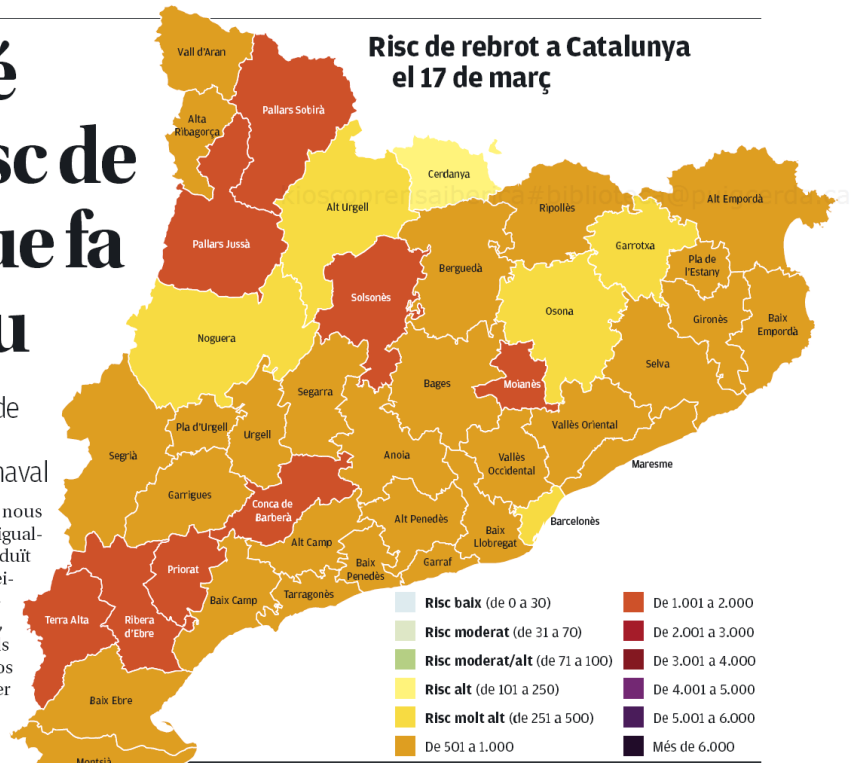 é
sc de
ue fa
u
de
naval
nous
igual-
duït
ei-
s
os
er
Risc de rebrot a Catalunya
el 17 de març
Vall d'Aran
Pallars Sobirà
Alta
Ribagorça
Cerdanya
Alt Urgell
Ripollès
Alt Empordà
Pallars Jussà
Garrotxa
Berguedà
Pla de
l'Estany
Solsonès
Osona
Gironès
Baix
Empordà
Noguera
Selva
Segarra
Bages
Moianès
Pla d'Urgell
Urgell
Vallès Oriental
Segrià
Anoia
Vallès
Occidental
Maresme
Garrigues
Conca de
Barberà
Alt Penedès
Barcelonès
Baix
Llobregat
Alt Camp
Baix
Penedès
Garraf
Priorat
Tarragonès
Baix Camp
Terra Alta
Ribera
d'Ebre
Baix Ebre
Montsià
Risc baix (de 0 a 30)
Risc moderat (de 31 a 70)
Risc moderat/alt (de 71 a 100)
Risc alt (de 101 a 250)
Risc molt alt (de 251 a 500)
De 501 a 1.000
De 1.001 a 2.000
De 2.001 a 3.000
De 3.001 a 4.000
De 4.001 a 5.000
De 5.001 a 6.000
Més de 6.000